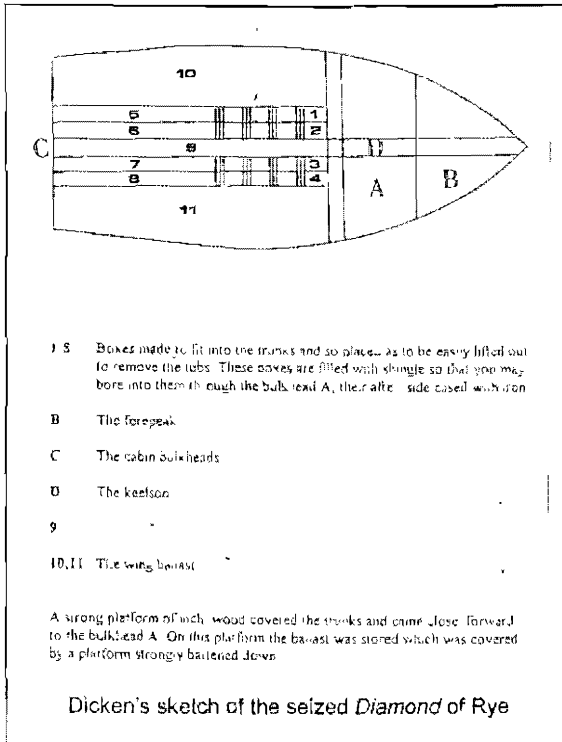 10
5
1
6
2
C
9
D
7
3
8
4
A
B
11
1 8 Boxes made to fit into the trunks and so placed as to be easily lifted out
to remove the tubs. These boxes are filled with shingle so that you may
bore into them through the bulkhead A, their after side cased with iron
B The forepeak
C The cabin bulkheads
D The keelson
9 "
10,11 The wing ballast
A strong platform of inch wood covered the trunks and came close forward
to the bulkhead A. On this platform the ballast was stored which was covered
by a platform strongly battened down
Dicken's sketch of the seized Diamond of Rye